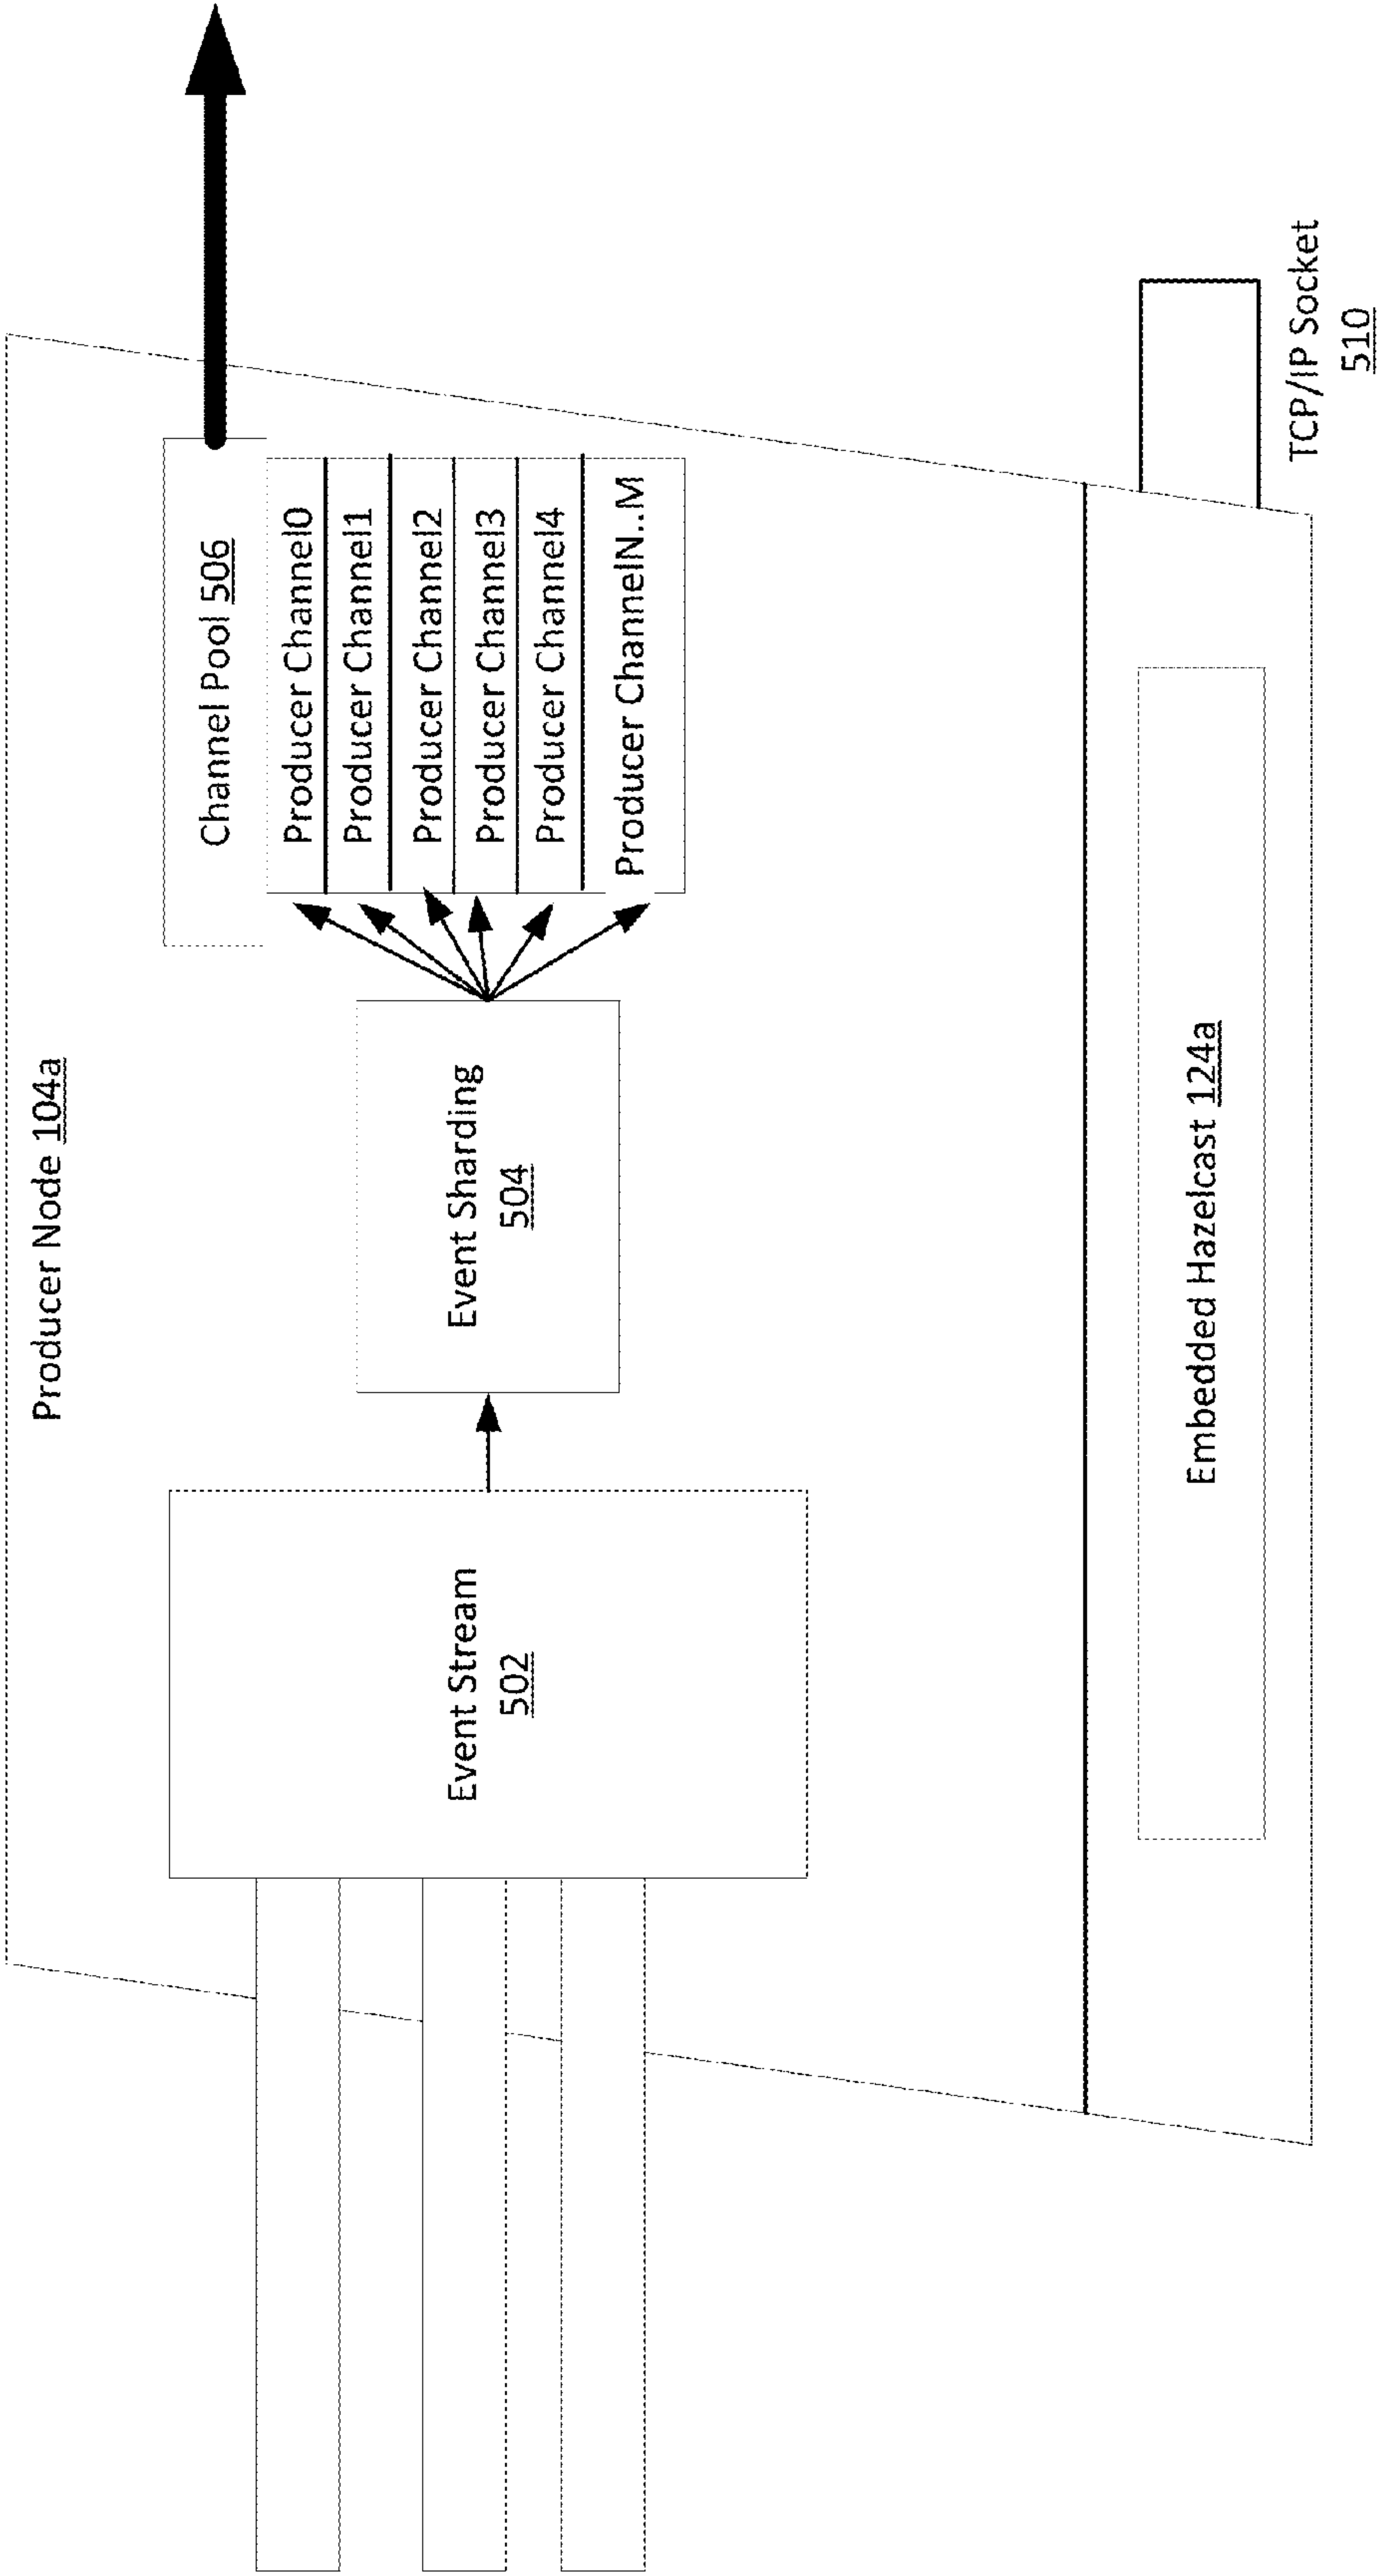 Producer Node 104a
Event Stream
502
Event Sharding
504
Channel Pool 506
Producer Channel0
Producer Channel1
Producer Channel2
Producer Channel3
Producer Channel4
Producer ChannelN..M
Embedded Hazelcast 124a
TCP/IP Socket
510